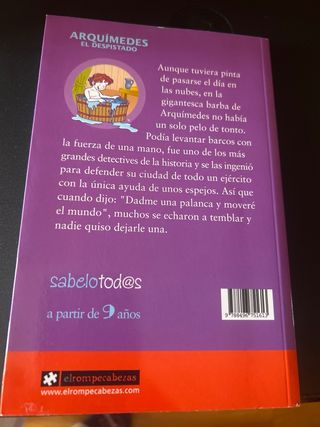 ARQUÍMEDES
EL DESPISTADO
Aunque tuviera pinta
de pasarse el día en
las nubes, en la
gigantesca barba de
Arquímedes no había
un solo pelo de tonto.
Podía levantar barcos con
la fuerza de una mano, fue uno de los más
grandes detectives de la historia y se las ingenió
para defender su ciudad de todo un ejército
con la única ayuda de unos espejos. Así que
cuando dijo: "Dadme una palanca y moveré
el mundo", muchos se echaron a temblar y
nadie quiso dejarle una.
sabelotod@s
a partir de 9 años
9 788496 751623
elrompecabezas
www.elrompecabezas.com